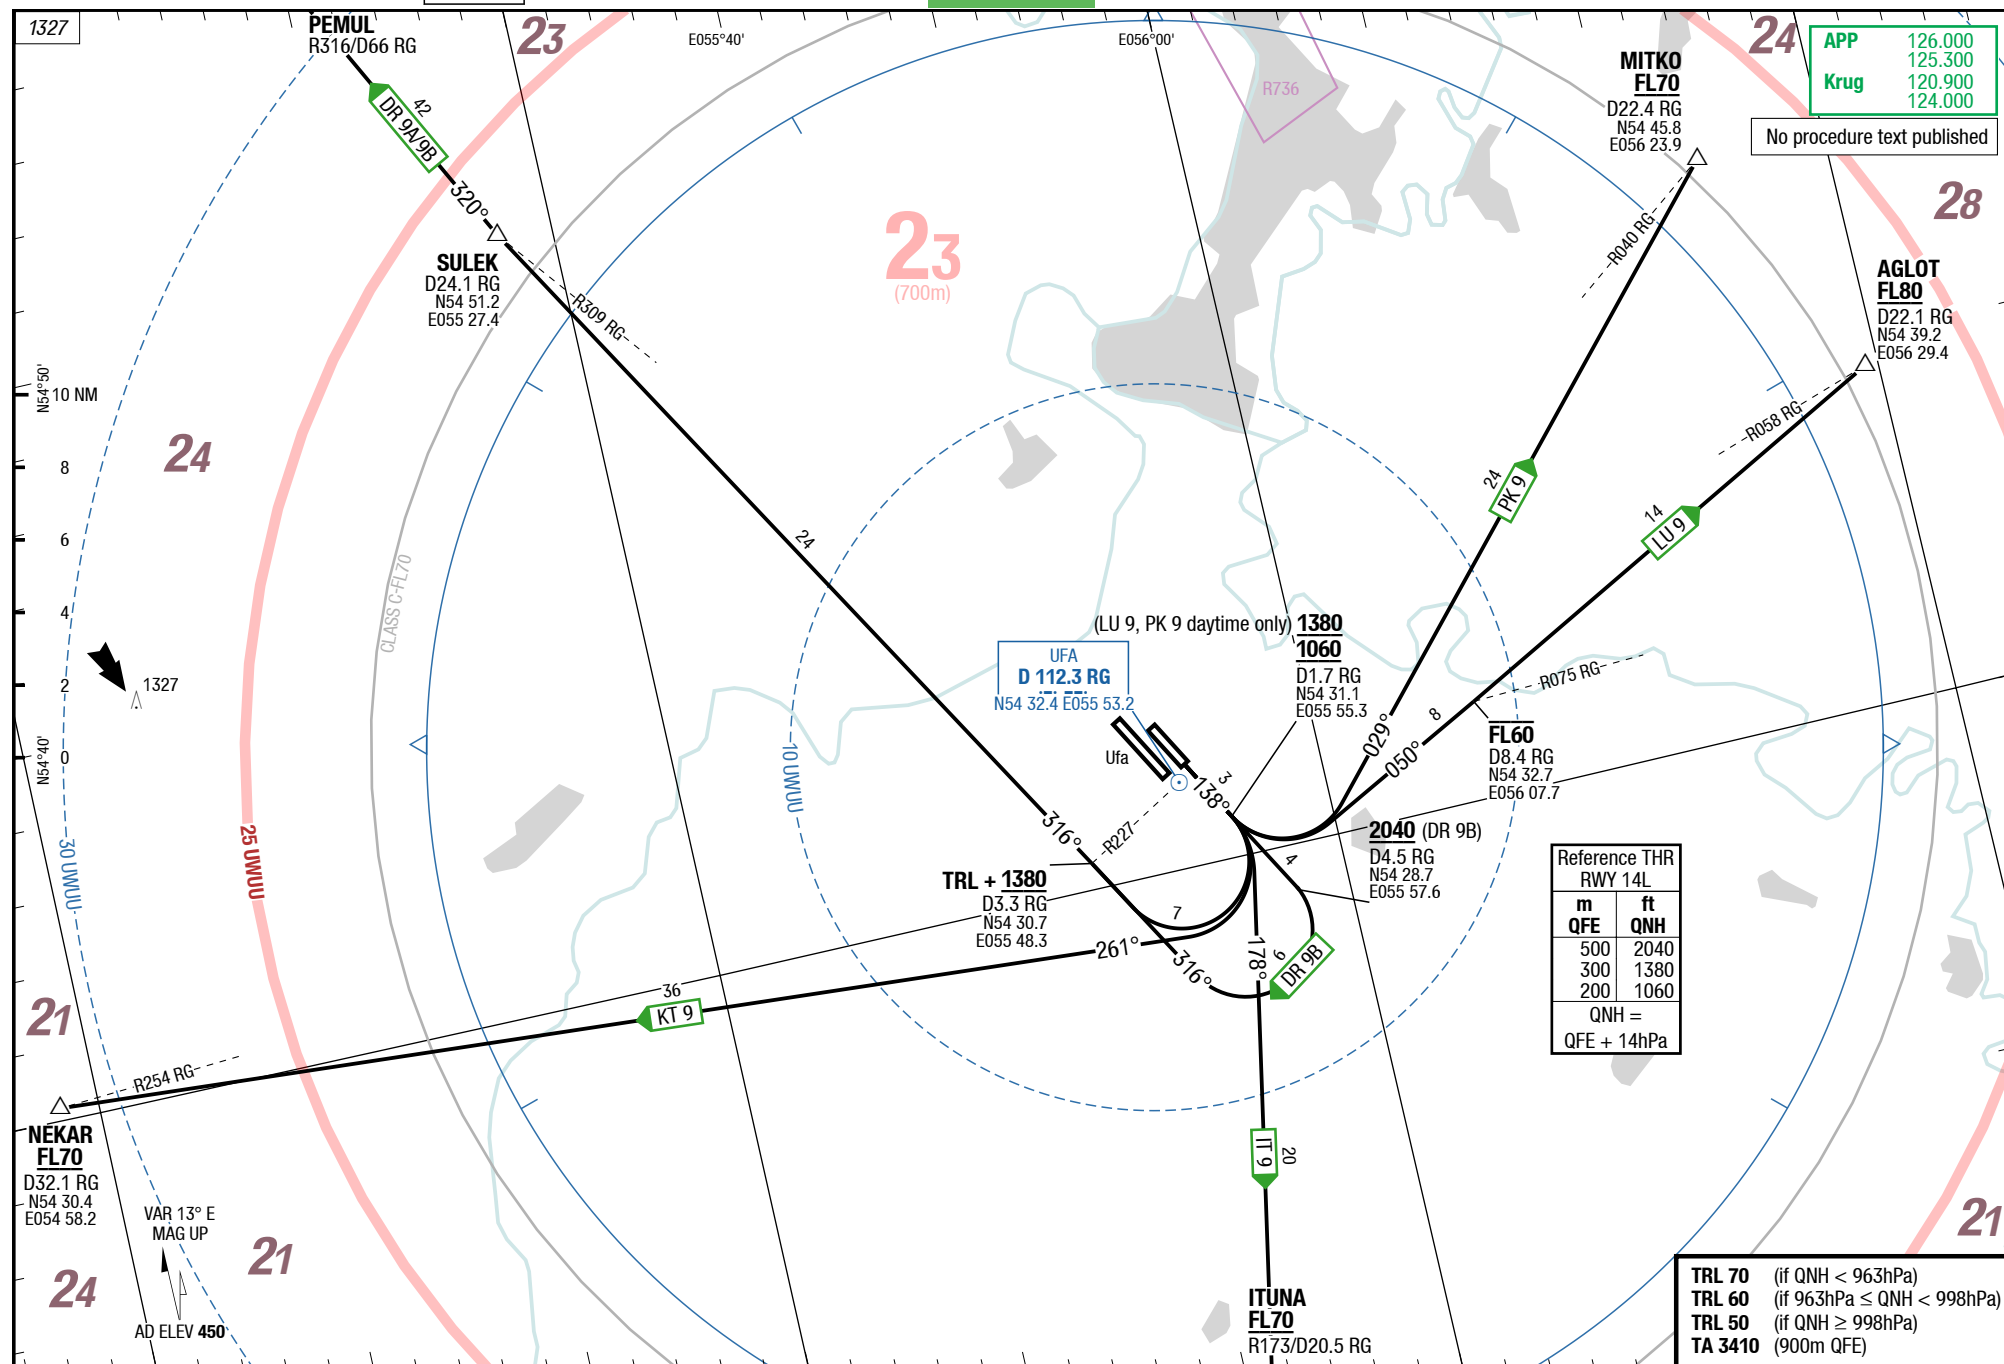 1327
PEMUL
R316/D66 RG
23
E055°40'
E056°00'
24
APP 126.000
125.300
Krug 120.900
124.000
No procedure text published
MITKO
FL70
D22.4 RG
N54 45.8
E056 23.9
R736
42
DR 9A/9B
320°
28
SULEK
D24.1 RG
N54 51.2
E055 27.4
R309 RG
23
(700m)
R040 RG
AGLOT
FL80
D22.1 RG
N54 39.2
E056 29.4
N54°50'
10 NM
8
6
4
2
0
N54°40'
24
R058 RG
24
PK 9
14
LU 9
24
CLASS C-FL70
1327
(LU 9, PK 9 daytime only) 1380
1060
D1.7 RG
N54 31.1
E055 55.3
UFA
D 112.3 RG
N54 32.4 E055 53.2
Ufa
R075 RG
029°
8
050°
FL60
D8.4 RG
N54 32.7
E056 07.7
10 UWUU
3
138°
316°
R227
25 UWUU
30 UWUU
2040 (DR 9B)
D4.5 RG
N54 28.7
E055 57.6
4
TRL + 1380
D3.3 RG
N54 30.7
E055 48.3
7
261°
316°
178°
6
DR 9B
Reference THR
RWY 14L
m ft
QFE QNH
500 2040
300 1380
200 1060
QNH =
QFE + 14hPa
36
KT 9
21
R254 RG
NEKAR
FL70
D32.1 RG
N54 30.4
E054 58.2
IT 9
20
VAR 13° E
MAG UP
21
24
AD ELEV 450
21
ITUNA
FL70
R173/D20.5 RG
TRL 70 (if QNH < 963hPa)
TRL 60 (if 963hPa ≤ QNH < 998hPa)
TRL 50 (if QNH ≥ 998hPa)
TA 3410 (900m QFE)